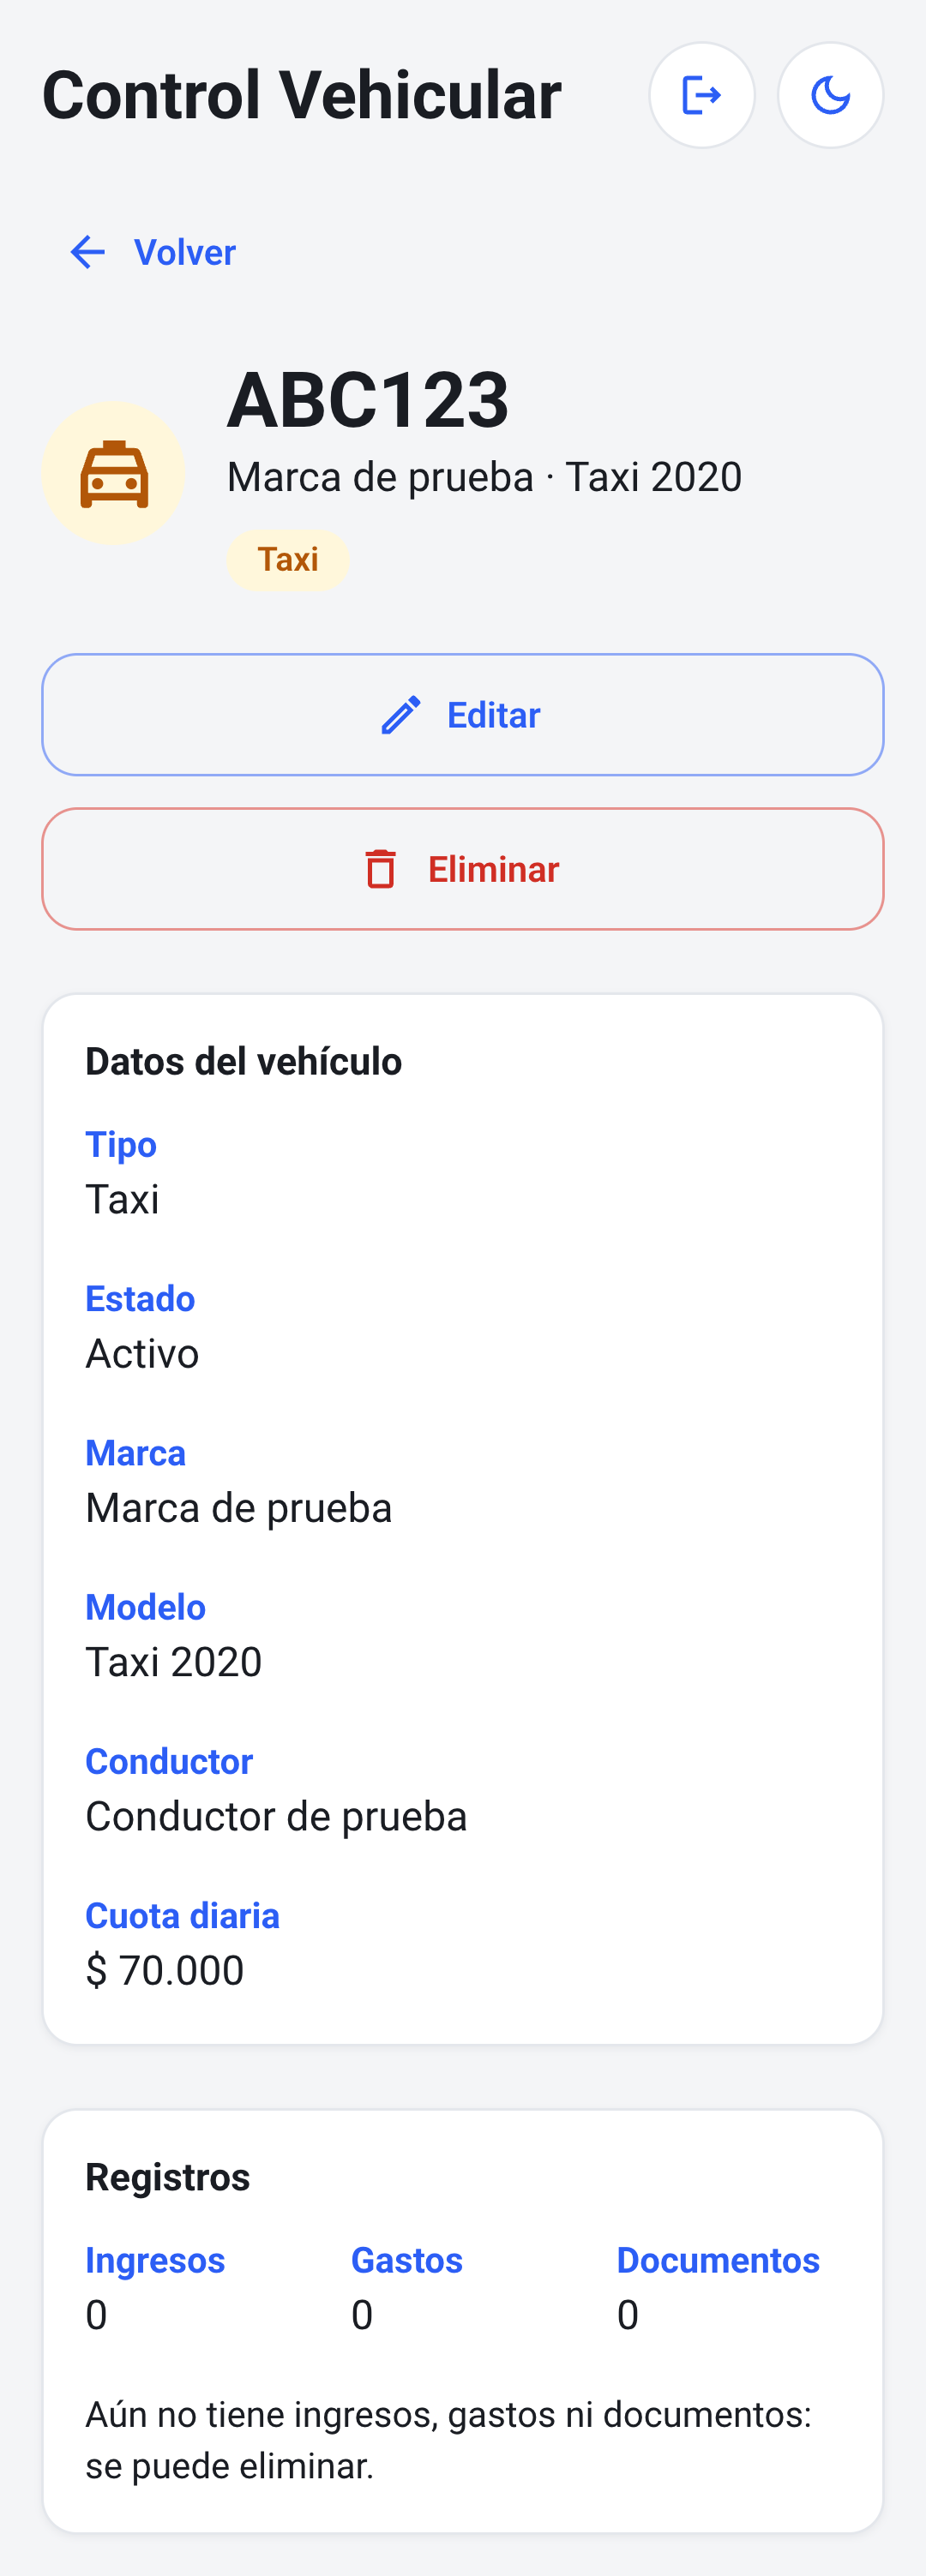 Control Vehicular
Volver
ABC123
Marca de prueba · Taxi 2020
Taxi
Editar
Eliminar
Datos del vehículo
Tipo
Taxi
Estado
Activo
Marca
Marca de prueba
Modelo
Taxi 2020
Conductor
Conductor de prueba
Cuota diaria
$ 70.000
Registros
Ingresos Gastos Documentos
0 0 0
Aún no tiene ingresos, gastos ni documentos:
se puede eliminar.